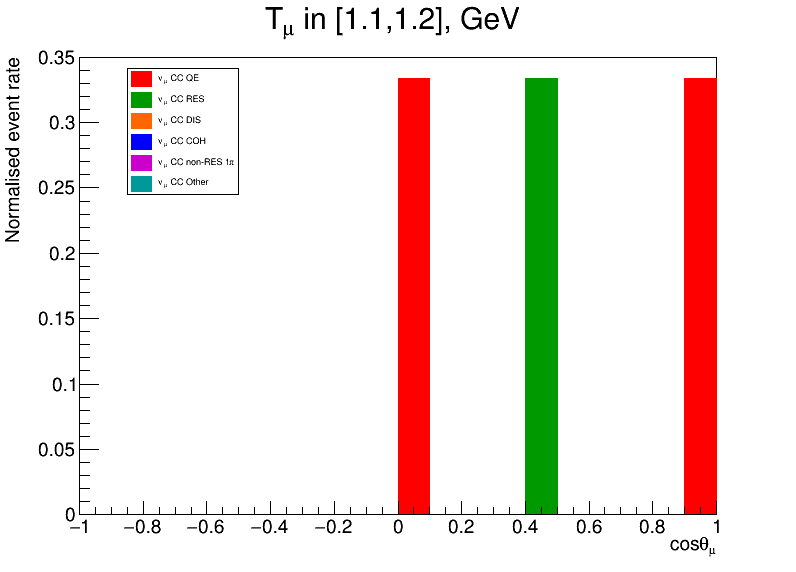 Tμ in [1.1,1.2], GeV
Normalised event rate
0.35
0.3
0.25
0.2
0.15
0.1
0.05
0
νμ CC QE
νμ CC RES
νμ CC DIS
νμ CC COH
νμ CC non-RES 1π
νμ CC Other
−1 −0.8 −0.6 −0.4 −0.2 0 0.2 0.4 0.6 0.8 1
cosθμ